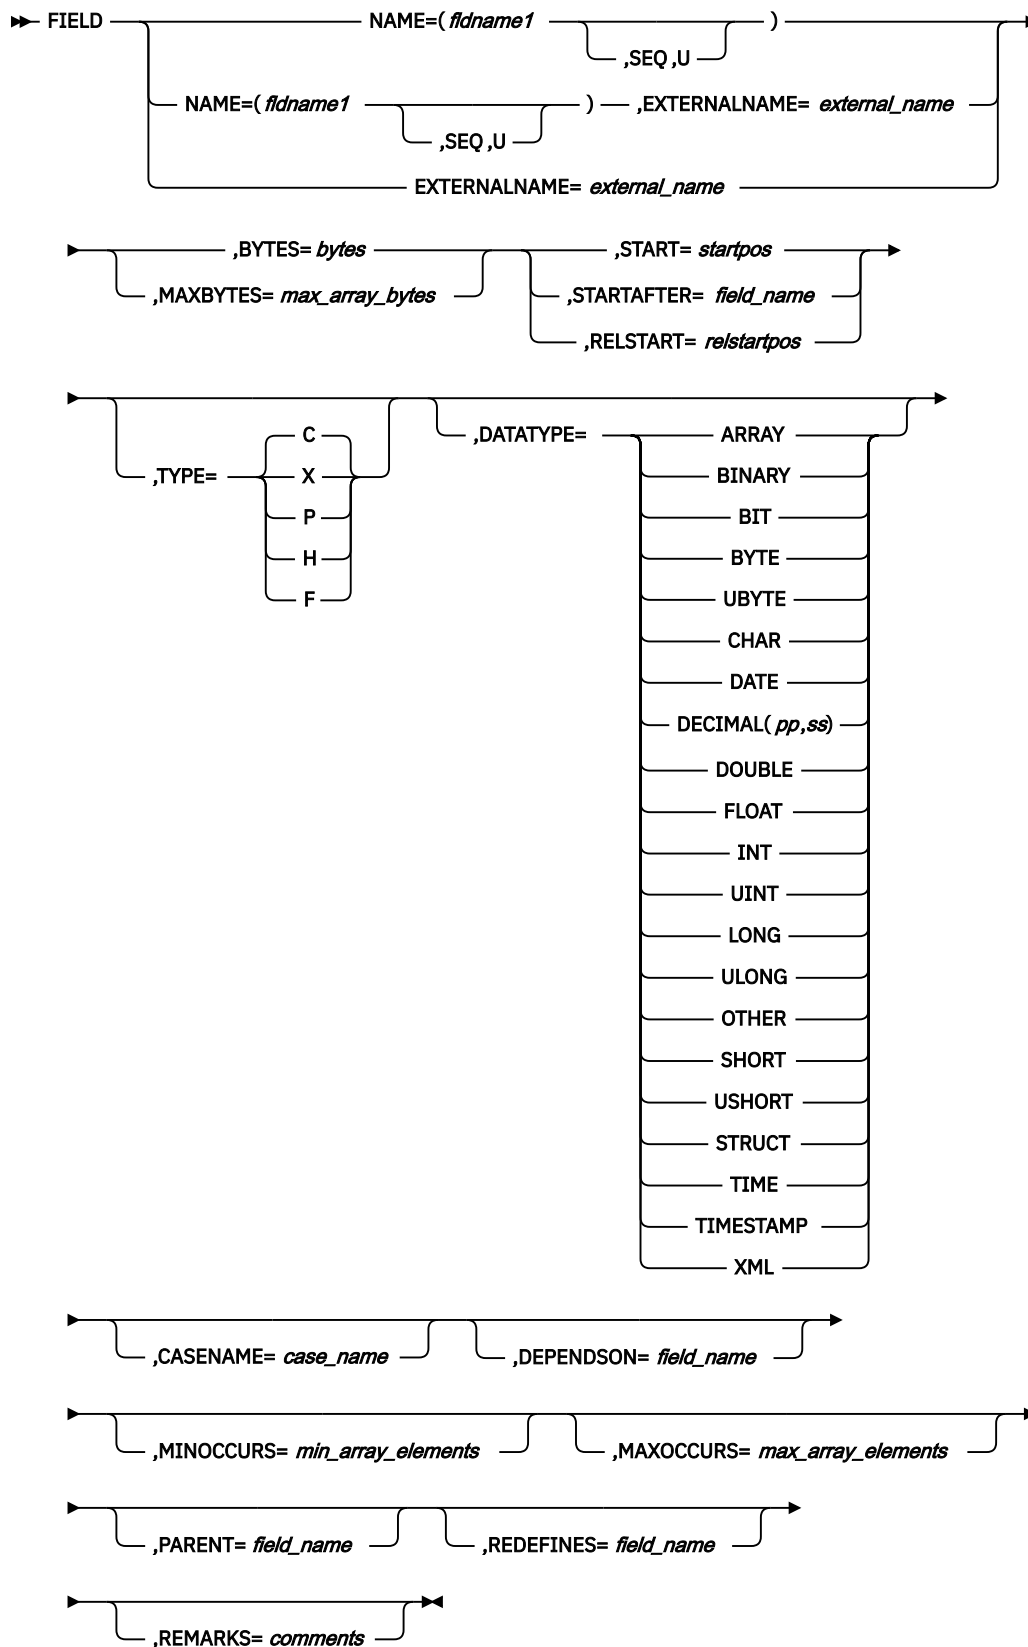 FIELD NAME=( fldname1 )
,SEQ ,U
NAME=( fldname1 ) ,EXTERNALNAME= external_name
,SEQ ,U
EXTERNALNAME= external_name
,BYTES= bytes ,START= startpos
,MAXBYTES= max_array_bytes ,STARTAFTER= field_name
,RELSTART= relstartpos
C ,DATATYPE= ARRAY
,TYPE= X BINARY
P BIT
H BYTE
F UBYTE
CHAR
DATE
DECIMAL( pp,ss)
DOUBLE
FLOAT
INT
UINT
LONG
ULONG
OTHER
SHORT
USHORT
STRUCT
TIME
TIMESTAMP
XML
,CASENAME= case_name ,DEPENDSON= field_name
,MINOCCURS= min_array_elements ,MAXOCCURS= max_array_elements
,PARENT= field_name ,REDEFINES= field_name
,REMARKS= comments